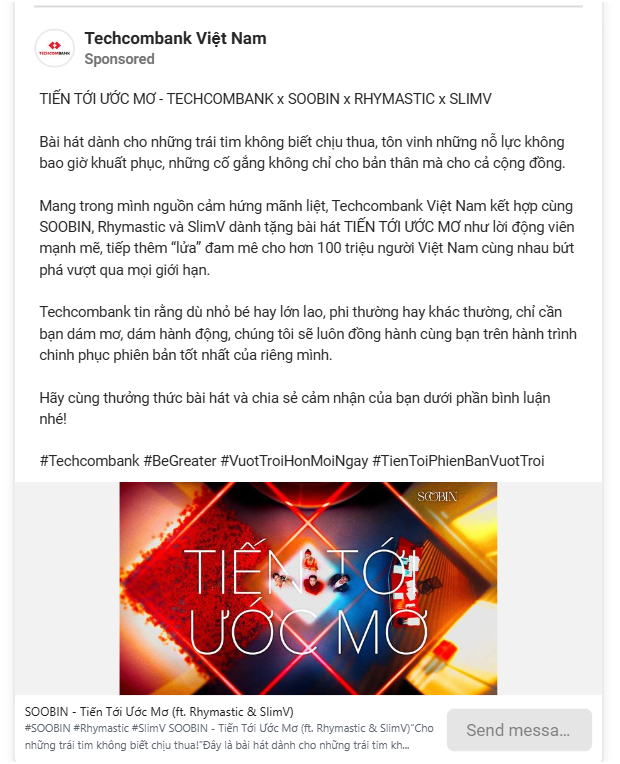 Techcombank Việt Nam
TECHCOMBANK
Sponsored
TIẾN TỚI ƯỚC MƠ - TECHCOMBANK x SOOBIN x RHYMASTIC x SLIMV
Bài hát dành cho những trái tim không biết chịu thua, tôn vinh những nỗ lực không
bao giờ khuất phục, những cố gắng không chỉ cho bản thân mà cho cả cộng đồng.
Mang trong mình nguồn cảm hứng mãnh liệt, Techcombank Việt Nam kết hợp cùng
SOOBIN, Rhymastic và SlimV dành tặng bài hát TIẾN TỚI ƯỚC MƠ như lời động viên
mạnh mẽ, tiếp thêm “lửa” đam mê cho hơn 100 triệu người Việt Nam cùng nhau bứt
phá vượt qua mọi giới hạn.
Techcombank tin rằng dù nhỏ bé hay lớn lao, phi thường hay khác thường, chỉ cần
bạn dám mơ, dám hành động, chúng tôi sẽ luôn đồng hành cùng bạn trên hành trình
chinh phục phiên bản tốt nhất của riêng mình.
Hãy cùng thưởng thức bài hát và chia sẻ cảm nhận của bạn dưới phần bình luận
nhé!
#Techcombank #BeGreater #VuotTroiHonMoiNgay #TienToiPhienBanVuotTroi
SOOBIN
TIẾN TỚI
ƯỚC MƠ
SOOBIN - Tiến Tới Ước Mơ (ft. Rhymastic & SlimV)
#SOOBIN #Rhymastic #SlimV SOOBIN - Tiến Tới Ước Mơ (ft. Rhymastic & SlimV)“Cho
những trái tim không biết chịu thua!”Đây là bài hát dành cho những trái tim kh...
Send messa...